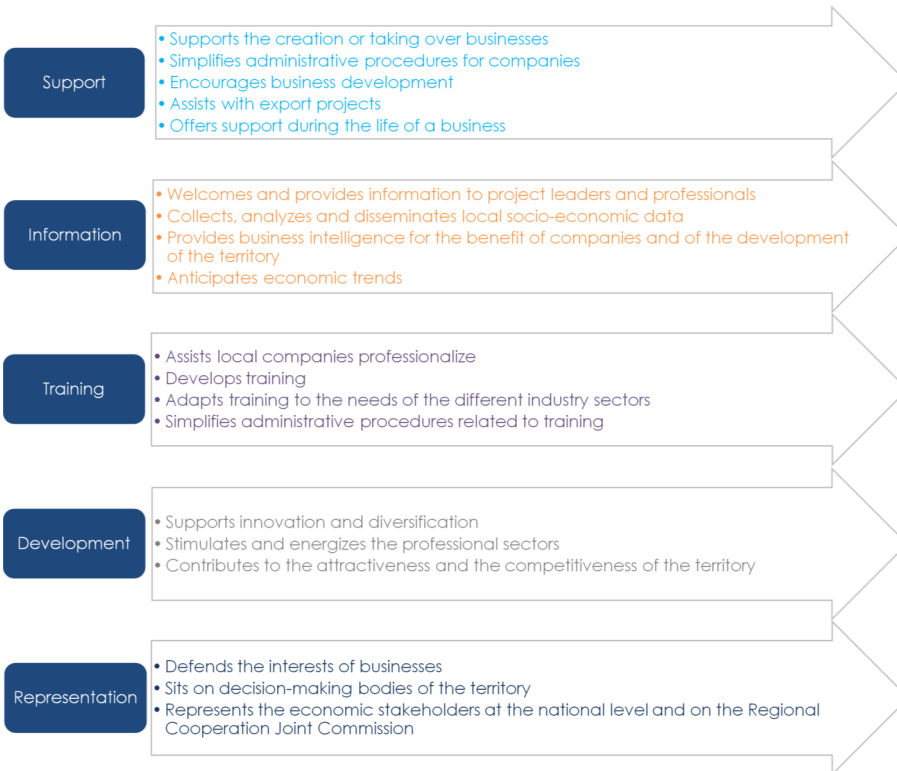 Support
• Supports the creation or taking over businesses
• Simplifies administrative procedures for companies
• Encourages business development
• Assists with export projects
• Offers support during the life of a business
Information
• Welcomes and provides information to project leaders and professionals
• Collects, analyzes and disseminates local socio-economic data
• Provides business intelligence for the benefit of companies and of the development
of the territory
• Anticipates economic trends
Training
• Assists local companies professionalize
• Develops training
• Adapts training to the needs of the different industry sectors
• Simplifies administrative procedures related to training
Development
• Supports innovation and diversification
• Stimulates and energizes the professional sectors
• Contributes to the attractiveness and the competitiveness of the territory
Representation
• Defends the interests of businesses
• Sits on decision-making bodies of the territory
• Represents the economic stakeholders at the national level and on the Regional
Cooperation Joint Commission